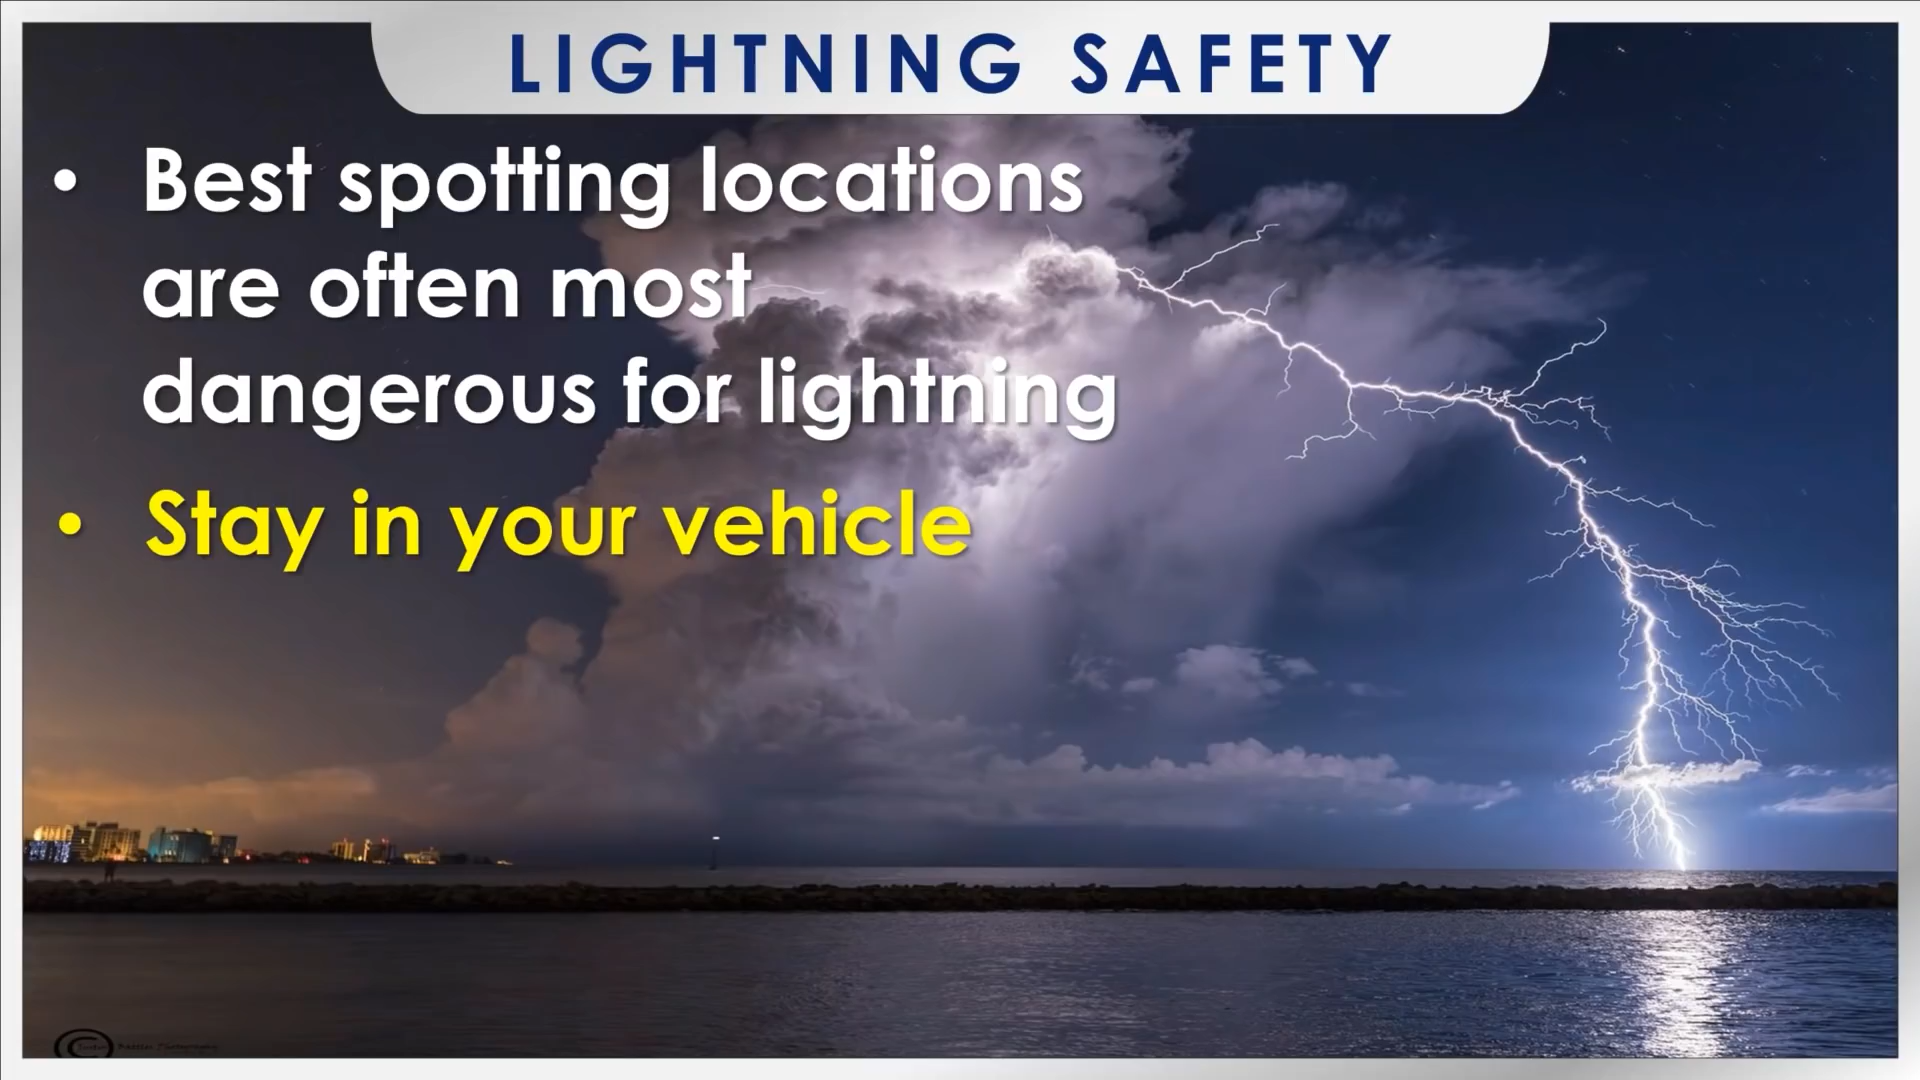 LIGHTNING SAFETY
• Best spotting locations
are often most
dangerous for lightning
• Stay in your vehicle